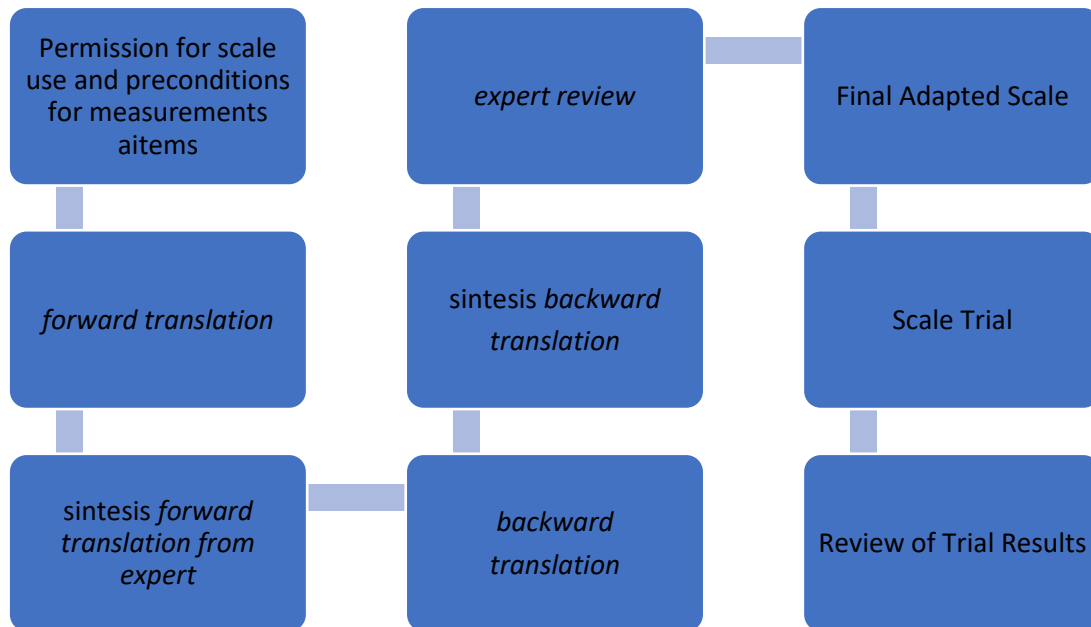 Permission for scale
use and preconditions
for measurements
aitems
forward translation
sintesis forward
translation from
expert
backward
translation
sintesis backward
translation
expert review
Final Adapted Scale
Scale Trial
Review of Trial Results